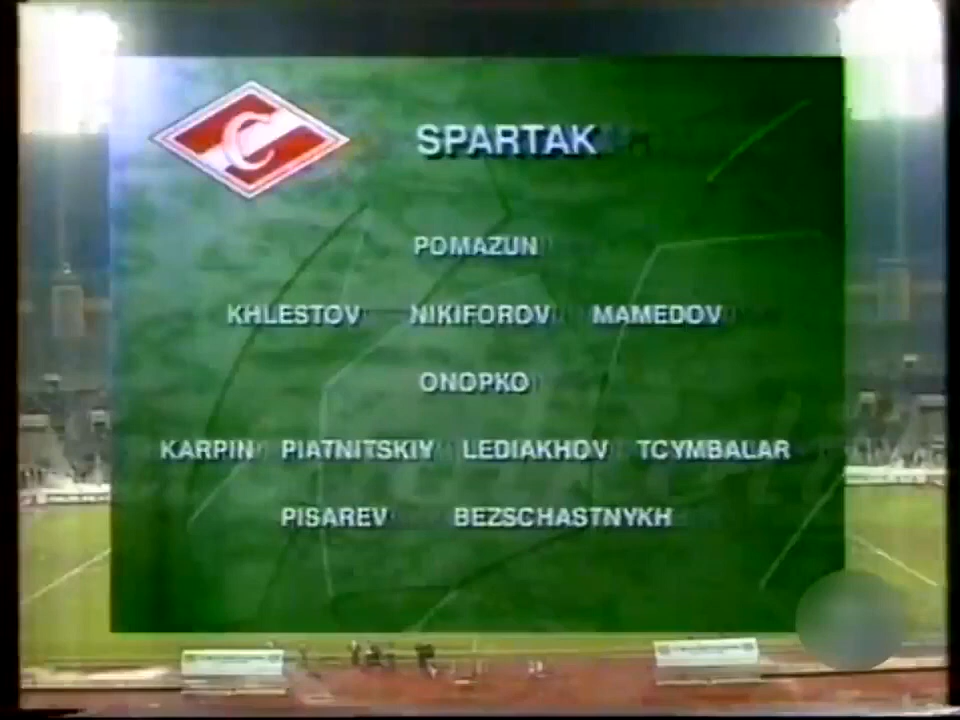 C
SPARTAK
POMAZUN
KHLESTOV NIKIFOROV MAMEDOV
ONOPKO
KARPIN PIATNITSKIY LEDIAKHOV TCYMBALAR
PISAREV BEZSCHASTNYKH